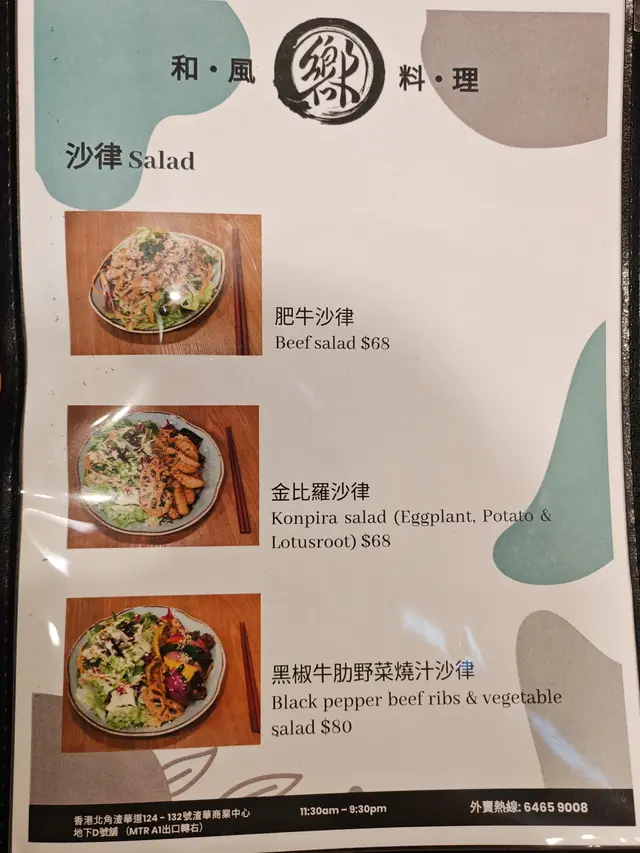 和・風 鄉 料・理
沙律 Salad
肥牛沙律
Beef salad $68
金比羅沙律
Konpira salad (Eggplant, Potato &
Lotusroot) $68
黑椒牛肋野菜燒汁沙律
Black pepper beef ribs & vegetable
salad $80
香港北角渣華道124 - 132號渣華商業中心
地下D號舖 （MTR A1出口轉右）
11:30am – 9:30pm
外賣熱線: 6465 9008